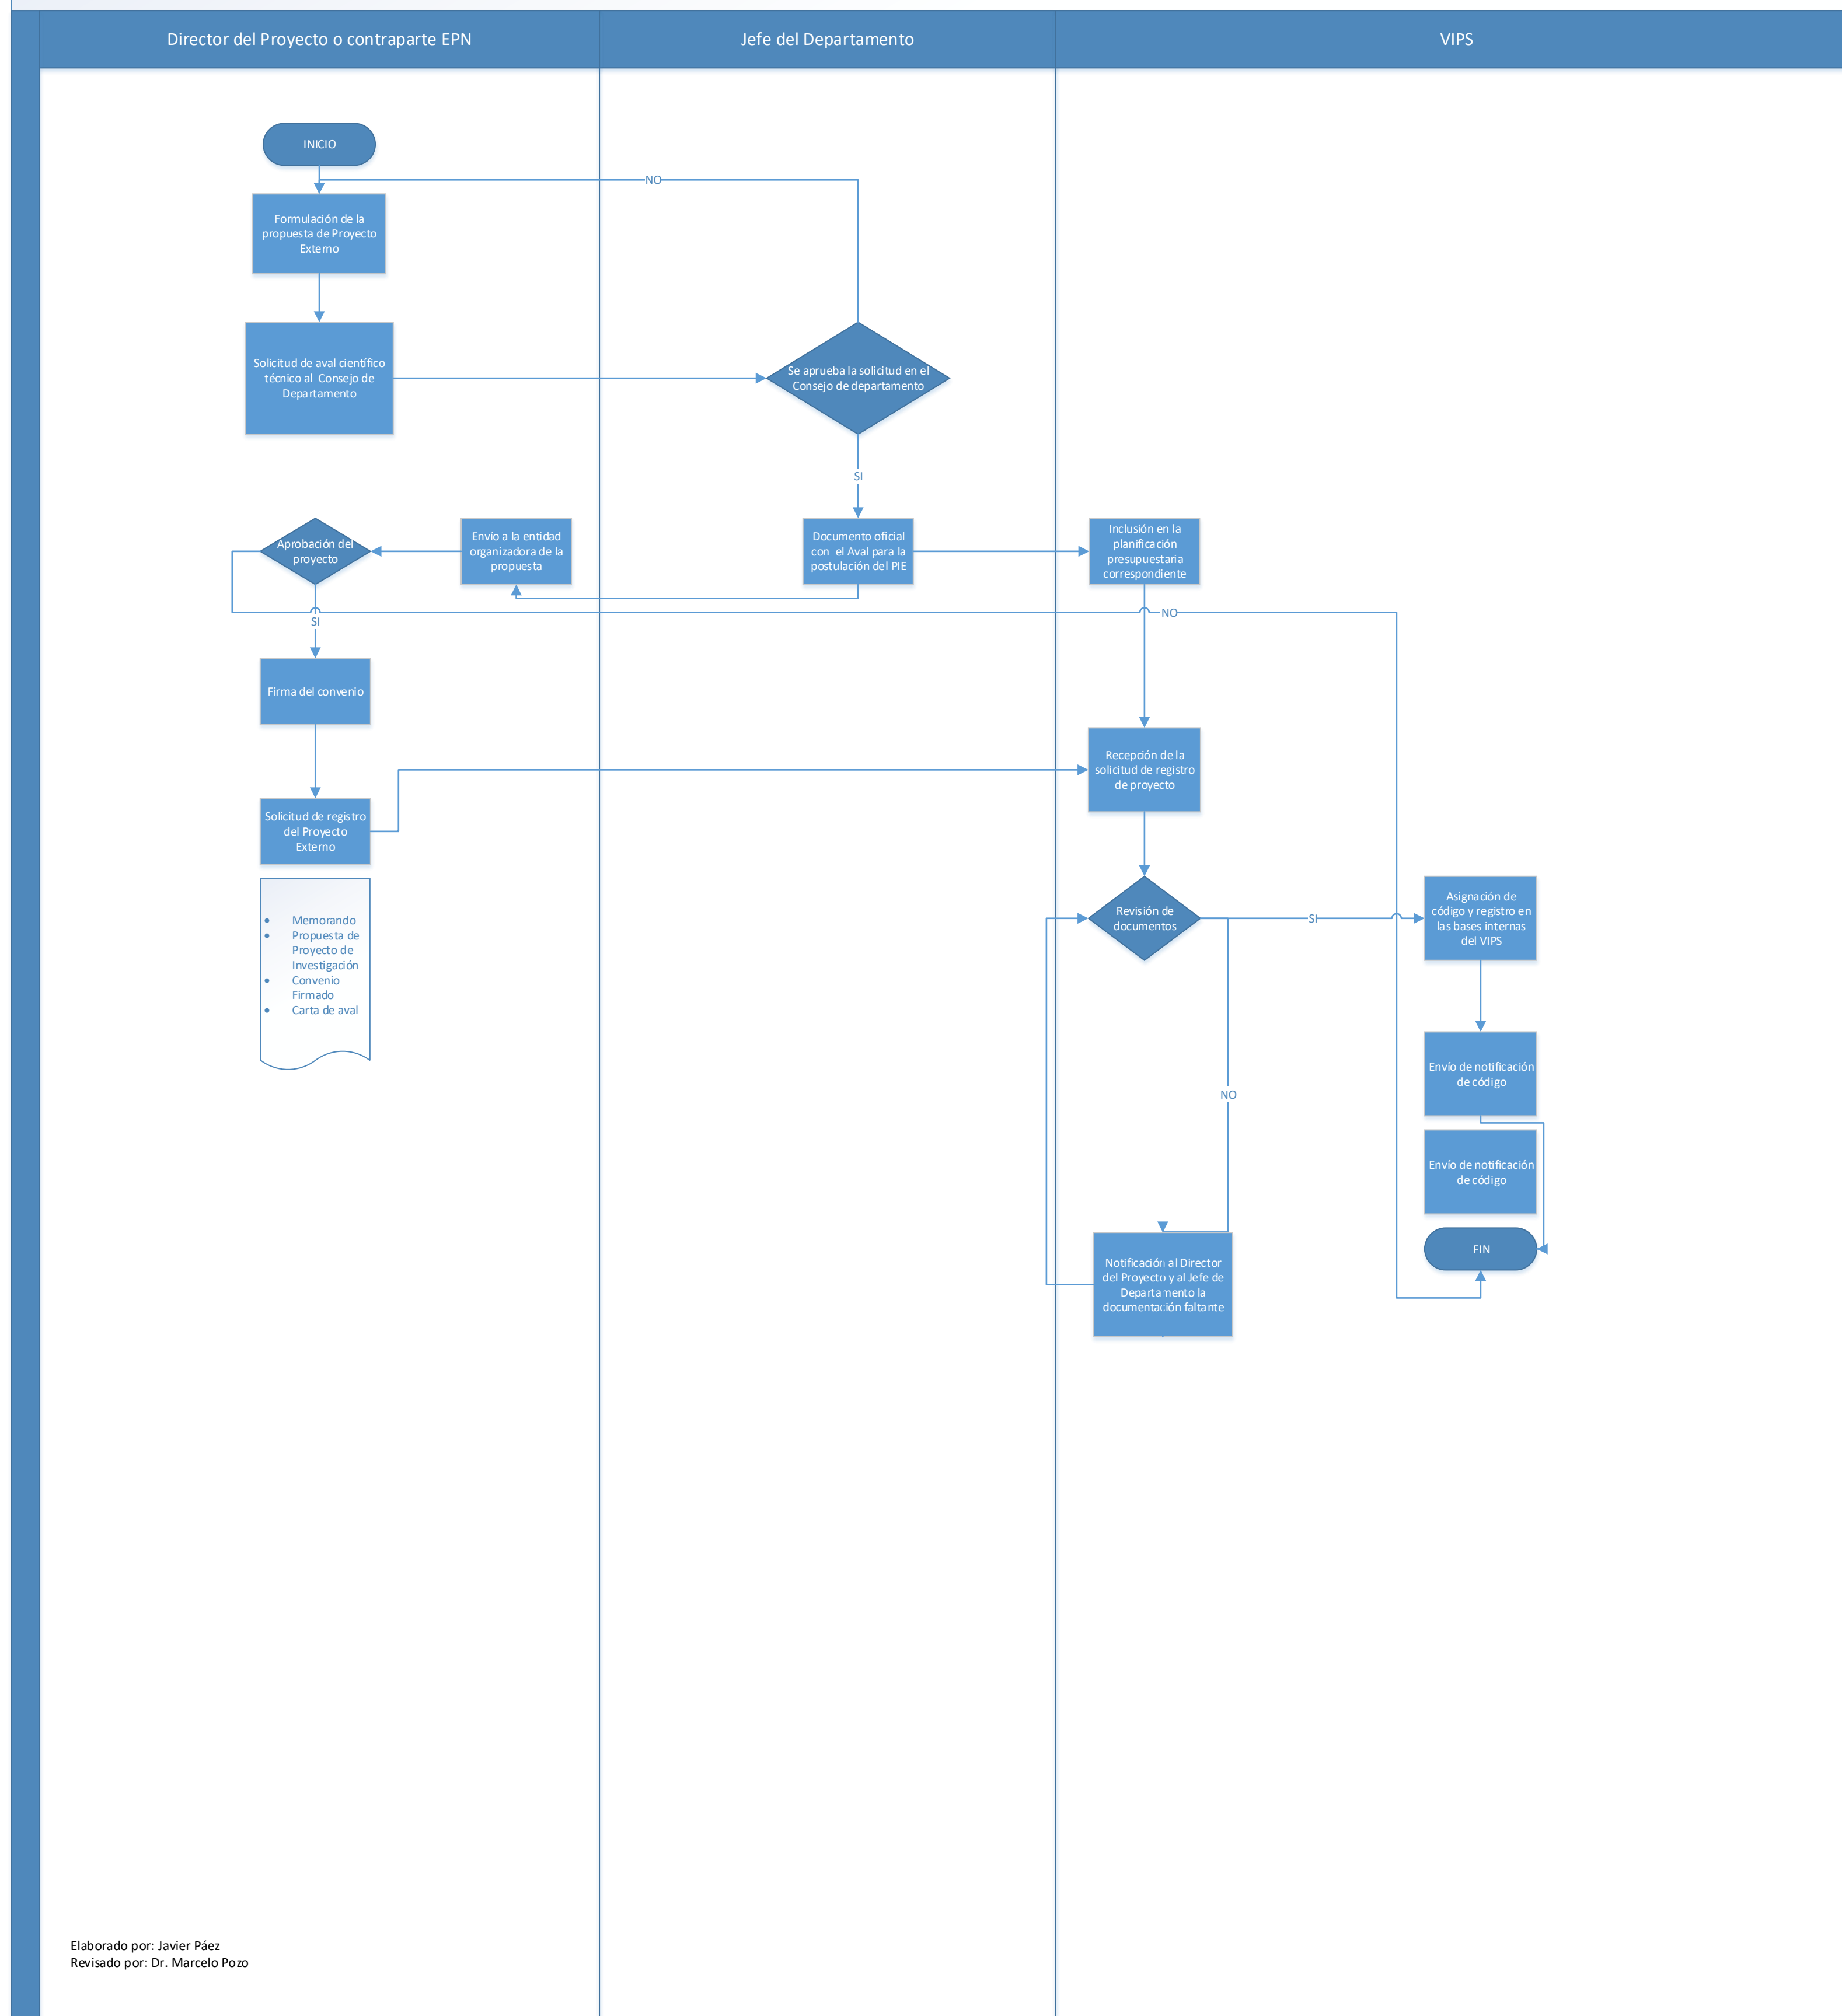 Director del Proyecto o contraparte EPN
Jefe del Departamento
VIPS
INICIO
NO
Formulación de la
propuesta de Proyecto
Externo
Solicitud de aval científico
técnico al Consejo de
Departamento
Se aprueba la solicitud en el
Consejo de departamento
SI
Aprobación del
proyecto
Envío a la entidad
organizadora de la
propuesta
Documento oficial
con el Aval para la
postulación del PIE
Inclusión en la
planificación
presupuestaria
correspondiente
NO
SI
Firma del convenio
Recepción de la
solicitud de registro
de proyecto
Solicitud de registro
del Proyecto
Externo
• Memorando
• Propuesta de
Proyecto de
Investigación
• Convenio
Firmado
• Carta de aval
Revisión de
documentos
SI
Asignación de
código y registro en
las bases internas
del VIPS
NO
Envío de notificación
de código
Envío de notificación
de código
FIN
Notificación al Director
del Proyecto y al Jefe de
Departamento la
documentación faltante
Elaborado por: Javier Páez
Revisado por: Dr. Marcelo Pozo